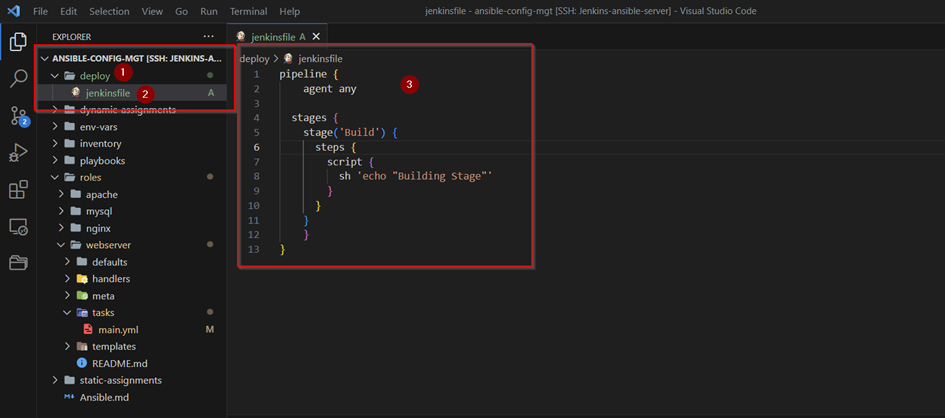 File Edit Selection View Go Run Terminal Help
jenkinsfile - ansible-config-mgt [SSH: Jenkins-ansible-server] - Visual Studio Code
EXPLORER ...
ANSIBLE-CONFIG-MGT [SSH: JENKINS-A...
deploy 1
jenkinsfile 2 A
dynamic-assignments
env-vars
inventory
playbooks
roles
apache
mysql
nginx
webserver
defaults
handlers
meta
tasks
main.yml M
templates
README.md
static-assignments
Ansible.md
2
jenkinsfile A
deploy > jenkinsfile
3
1 pipeline {
2 agent any
3
4 stages {
5 stage('Build') {
6 steps {
7 script {
8 sh 'echo "Building Stage"'
9 }
10 }
11 }
12 }
13 }